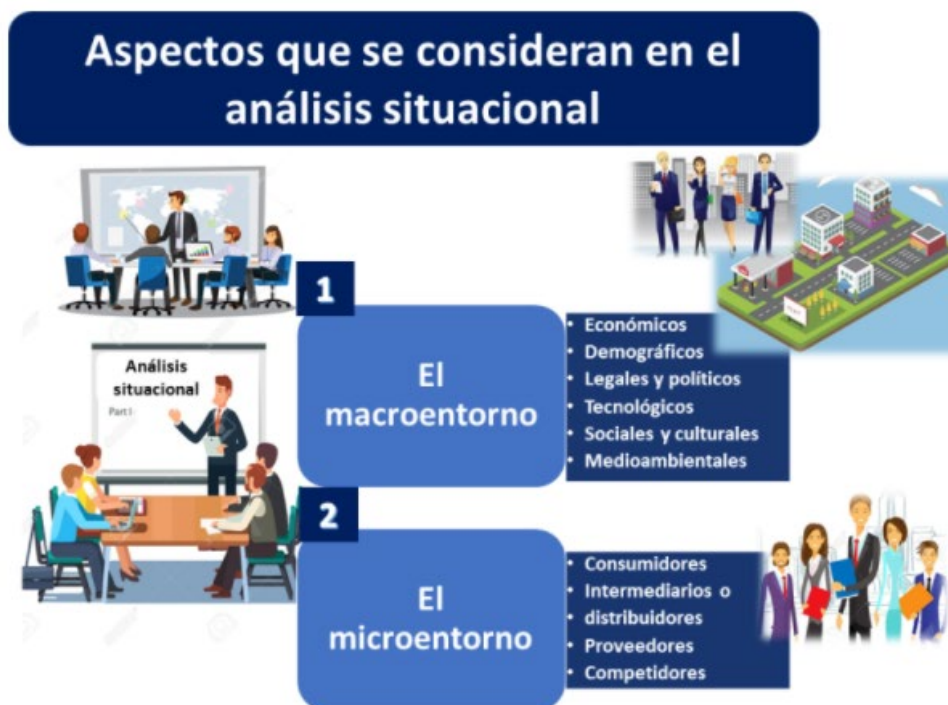 Aspectos que se consideran en el
análisis situacional
1
El
macroentorno
• Económicos
• Demográficos
• Legales y políticos
• Tecnológicos
• Sociales y culturales
• Medioambientales
Análisis
situacional
Part I
2
El
microentorno
• Consumidores
• Intermediarios o
• distribuidores
• Proveedores
• Competidores